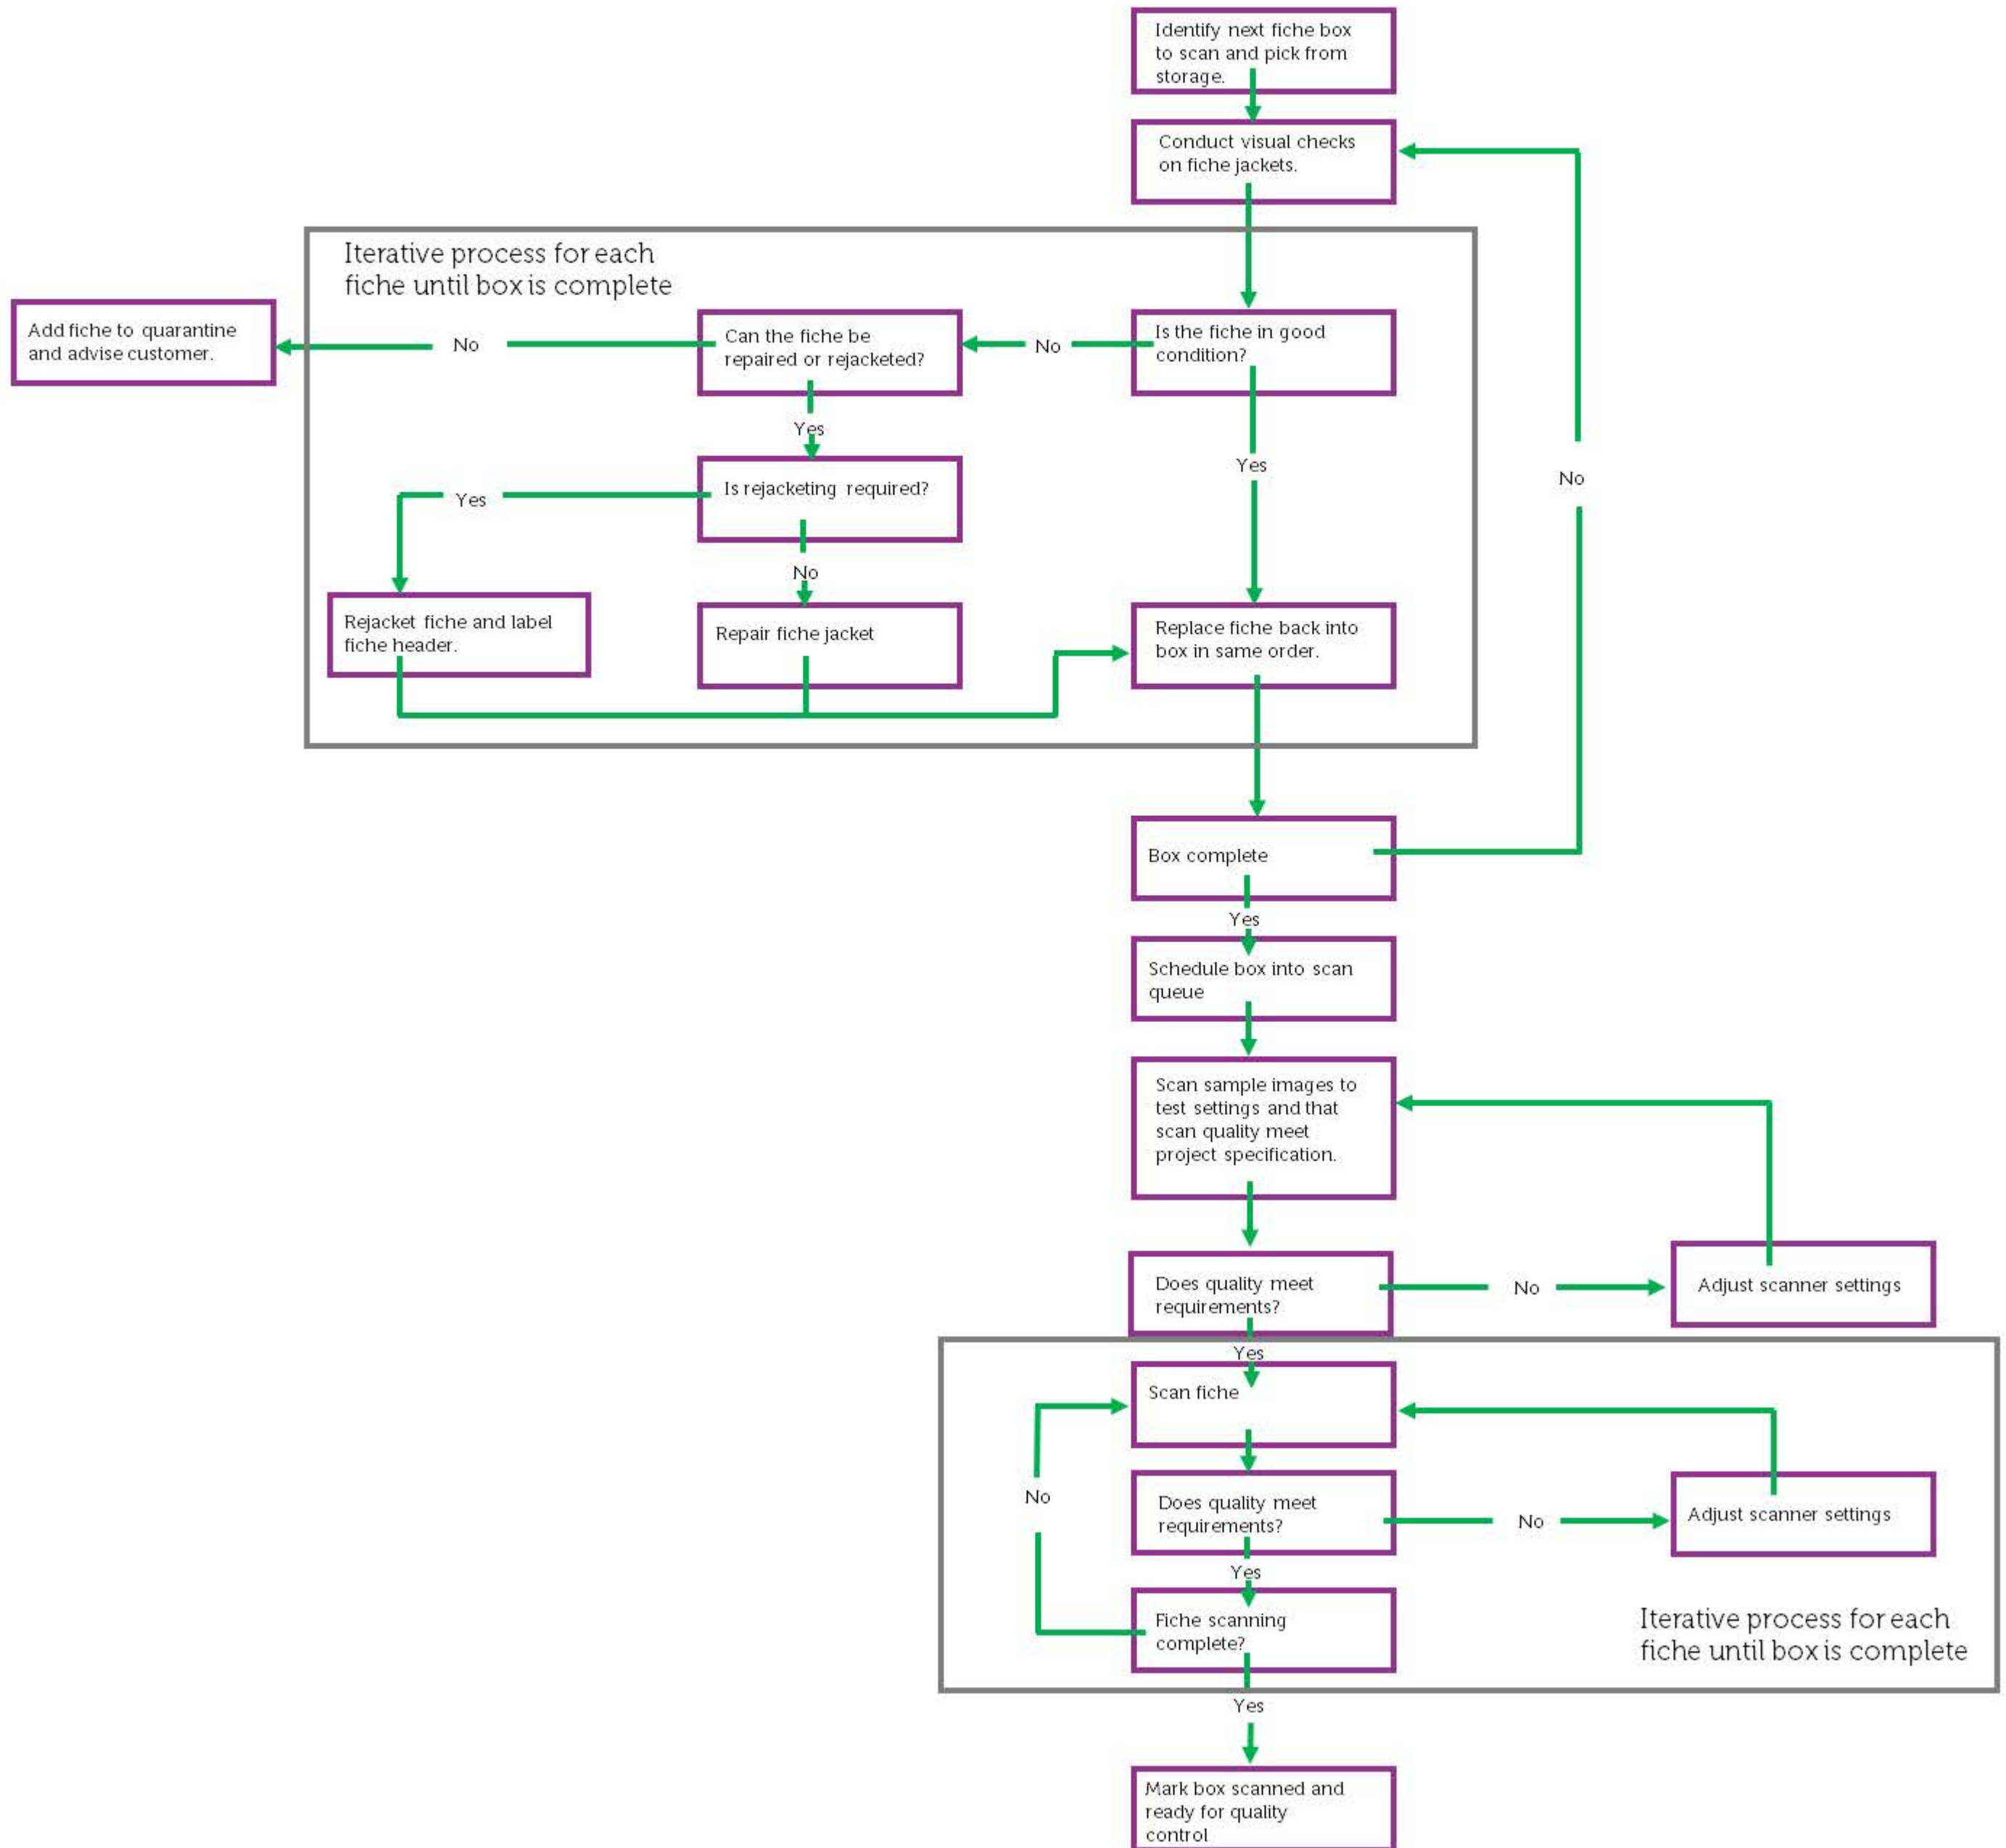 Identify next fiche box
to scan and pick from
storage.
Conduct visual checks
on fiche jackets.
Iterative process for each
fiche until box is complete
Add fiche to quarantine
and advise customer.
No
Can the fiche be
repaired or rejacketed?
No
Is the fiche in good
condition?
Yes
Yes
No
Yes
Is rejacketing required?
No
Rejacket fiche and label
fiche header.
Repair fiche jacket
Replace fiche back into
box in same order.
Box complete
Yes
Schedule box into scan
queue
Scan sample images to
test settings and that
scan quality meet
project specification.
Does quality meet
requirements?
No
Adjust scanner settings
Yes
Scan fiche
No
Does quality meet
requirements?
No
Adjust scanner settings
Yes
Fiche scanning
complete?
Iterative process for each
fiche until box is complete
Yes
Mark box scanned and
ready for quality
control